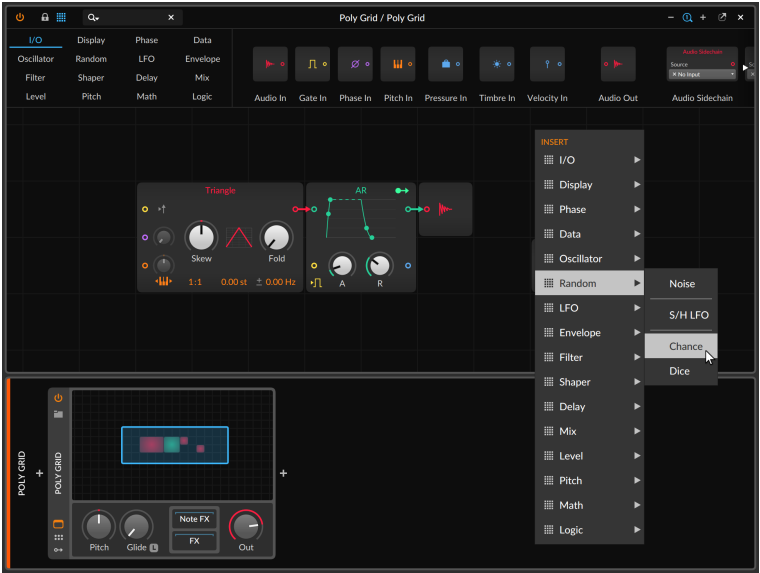 Poly Grid / Poly Grid
I/O Display Phase Data
Oscillator Random LFO Envelope
Filter Shaper Delay Mix
Level Pitch Math Logic
Audio In Gate In Phase In Pitch In Pressure In Timbre In Velocity In Audio Out Audio Sidechain
Audio Sidechain
Source
No Input
INSERT
I/O
Display
Phase
Data
Oscillator
Random
LFO
Envelope
Filter
Shaper
Delay
Mix
Level
Pitch
Math
Logic
Noise
S/H LFO
Chance
Dice
Triangle
Skew
Fold
1:1 0.00 st ± 0.00 Hz
AR
A R
POLY GRID
POLY GRID
Pitch Glide L
Note FX
FX
Out